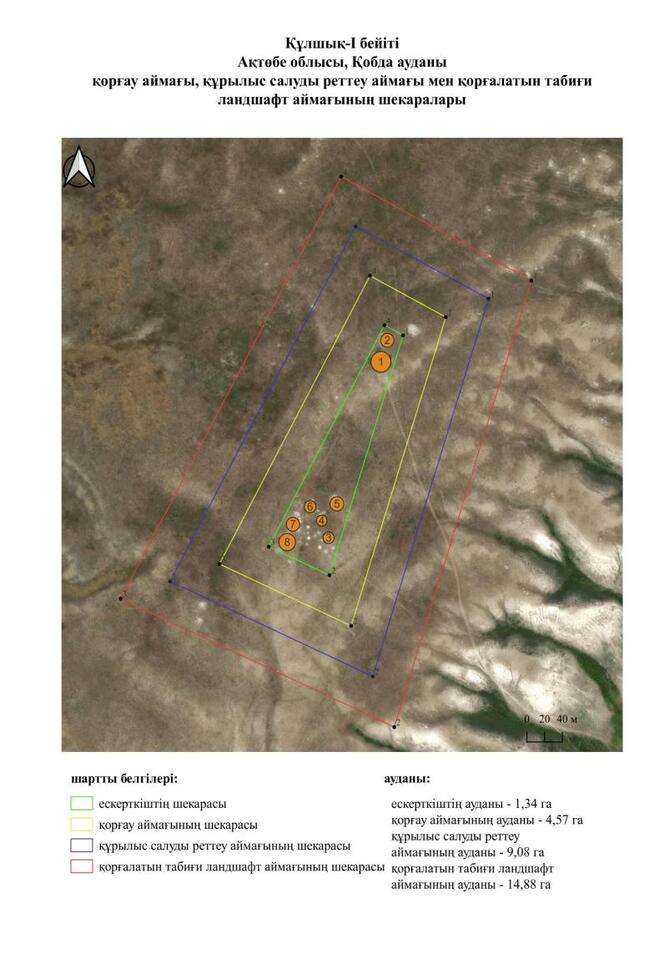 Құлшық-I бейіті
Ақтөбе облысы, Қобда ауданы
қорғау аймағы, құрылыс салуды реттеу аймағы мен қорғалатын табиғи
ландшафт аймағының шекаралары
2
1
6
5
4
7
3
8
2
0 20 40 м
шартты белгілері:
ескерткіштің шекарасы
қорғау аймағының шекарасы
құрылыс салуды реттеу аймағының шекарасы
қорғалатын табиғи ландшафт аймағының шекарасы
ауданы:
ескерткіштің ауданы - 1,34 га
қорғау аймағының ауданы - 4,57 га
құрылыс салуды реттеу
аймағының ауданы - 9,08 га
қорғалатын табиғи ландшафт
аймағының ауданы - 14,88 га